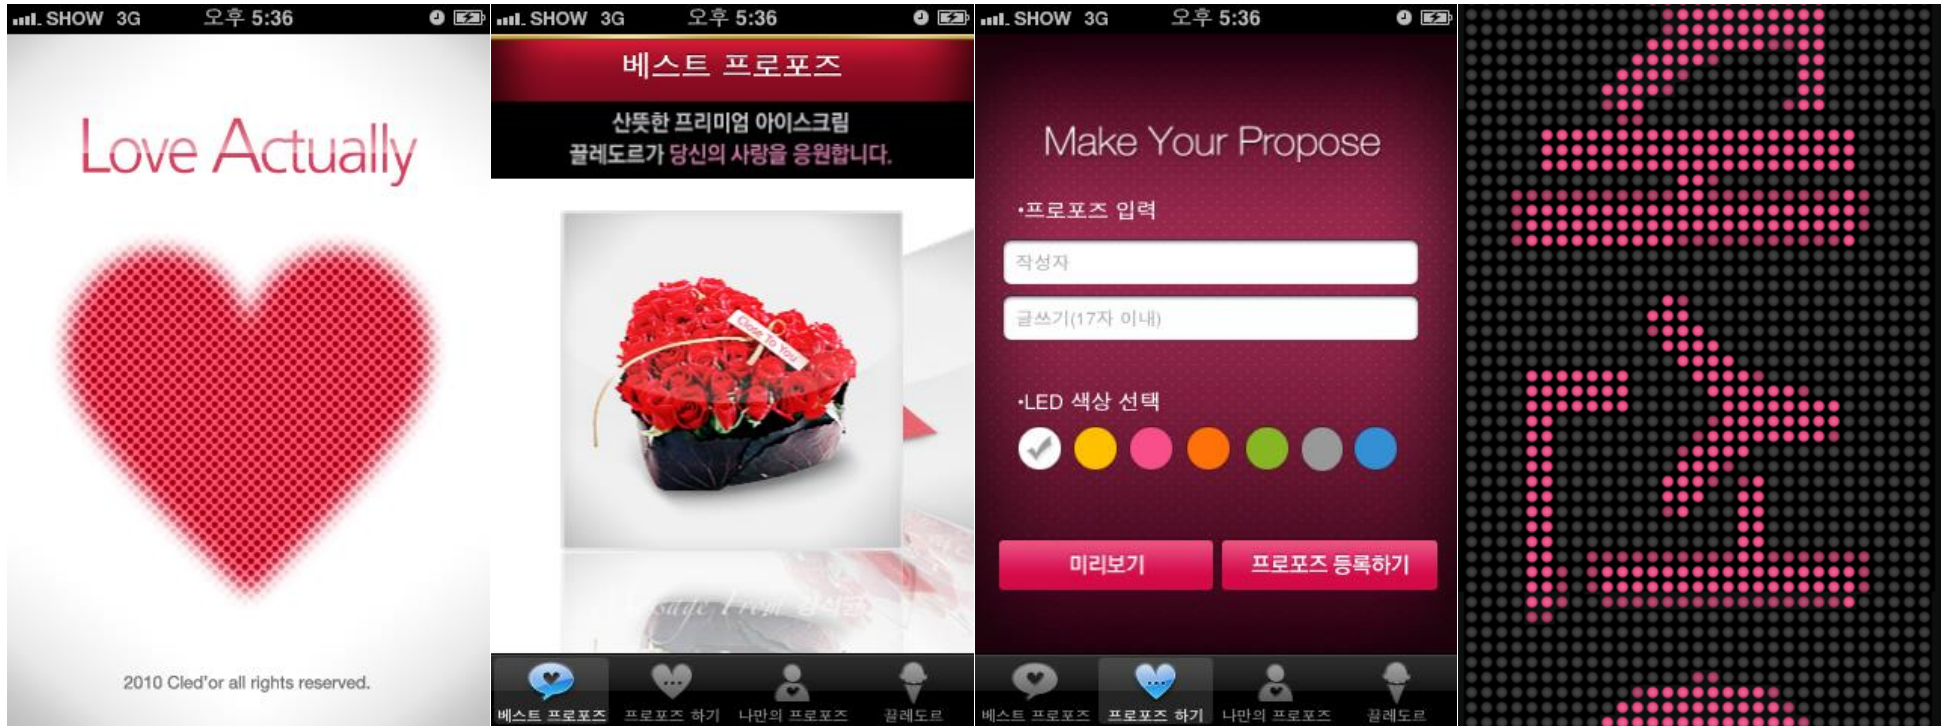 SHOW 3G 오후 5:36
Love Actually
2010 Cled'or all rights reserved.
SHOW 3G 오후 5:36
베스트 프로포즈
산뜻한 프리미엄 아이스크림
끌레도르가 당신의 사랑을 응원합니다.
Close To You
Message From
베스트 프로포즈 프로포즈 하기 나만의 프로포즈 끌레도르
SHOW 3G 오후 5:36
Make Your Propose
•프로포즈 입력
작성자
글쓰기(17자 이내)
•LED 색상 선택
미리보기 프로포즈 등록하기
베스트 프로포즈 프로포즈 하기 나만의 프로포즈 끌레도르